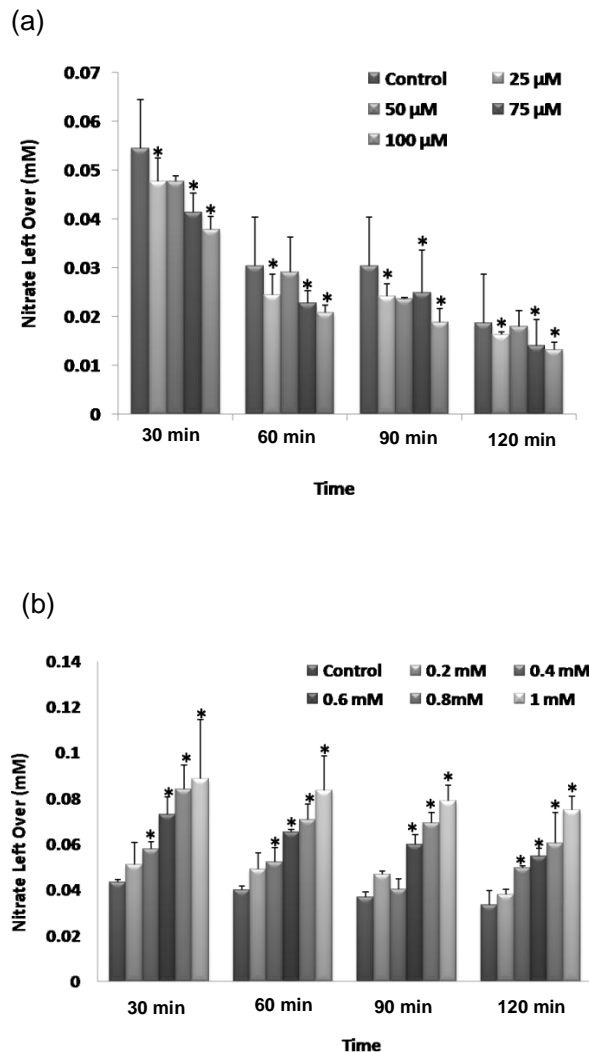 (a)
0.07
0.06
0.05
0.04
0.03
0.02
0.01
0
Nitrate Left Over (mM)
Control
25 µM
50 µM
75 µM
100 µM
* * * * * * * * * * * *
30 min 60 min 90 min 120 min
Time
(b)
0.14
0.12
0.1
0.08
0.06
0.04
0.02
0
Nitrate Left Over (mM)
Control
0.2 mM
0.4 mM
0.6 mM
0.8mM
1 mM
* * * * * * * * * * * * * * *
30 min 60 min 90 min 120 min
Time